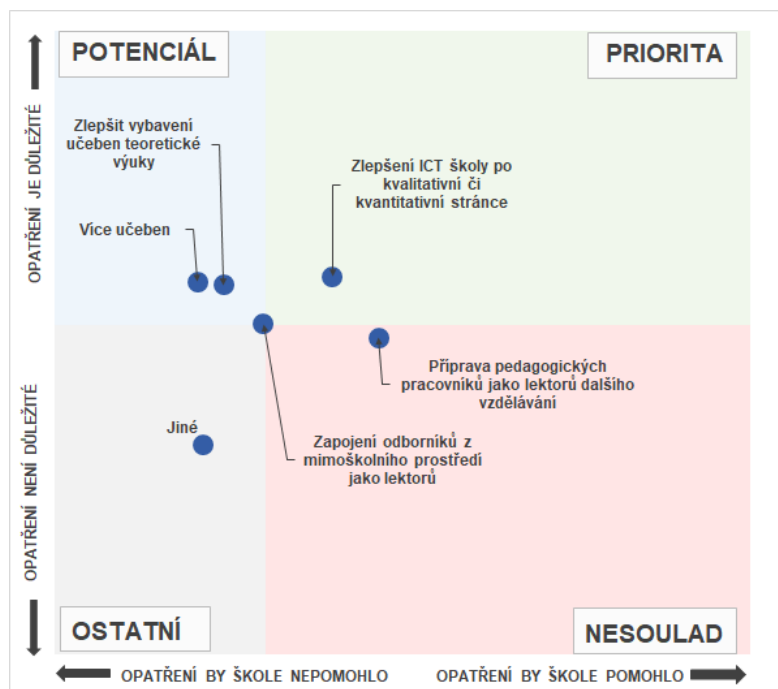 POTENCIÁL
PRIORITA
Zlepšit vybavení
učeben teoretické
výuky
Zlepšení ICT školy po
kvalitativní či
kvantitativní stránce
Více učeben
OPATŘENÍ JE DŮLEŽITÉ
Příprava pedagogických
pracovníků jako lektorů dalšího
vzdělávání
Jiné
Zapojení odborníků z
mimoškolního prostředí
jako lektorů
OPATŘENÍ NENÍ DŮLEŽITÉ
OSTATNÍ
NESOULAD
OPATŘENÍ BY ŠKOLE NEPOMOHLO
OPATŘENÍ BY ŠKOLE POMOHLO